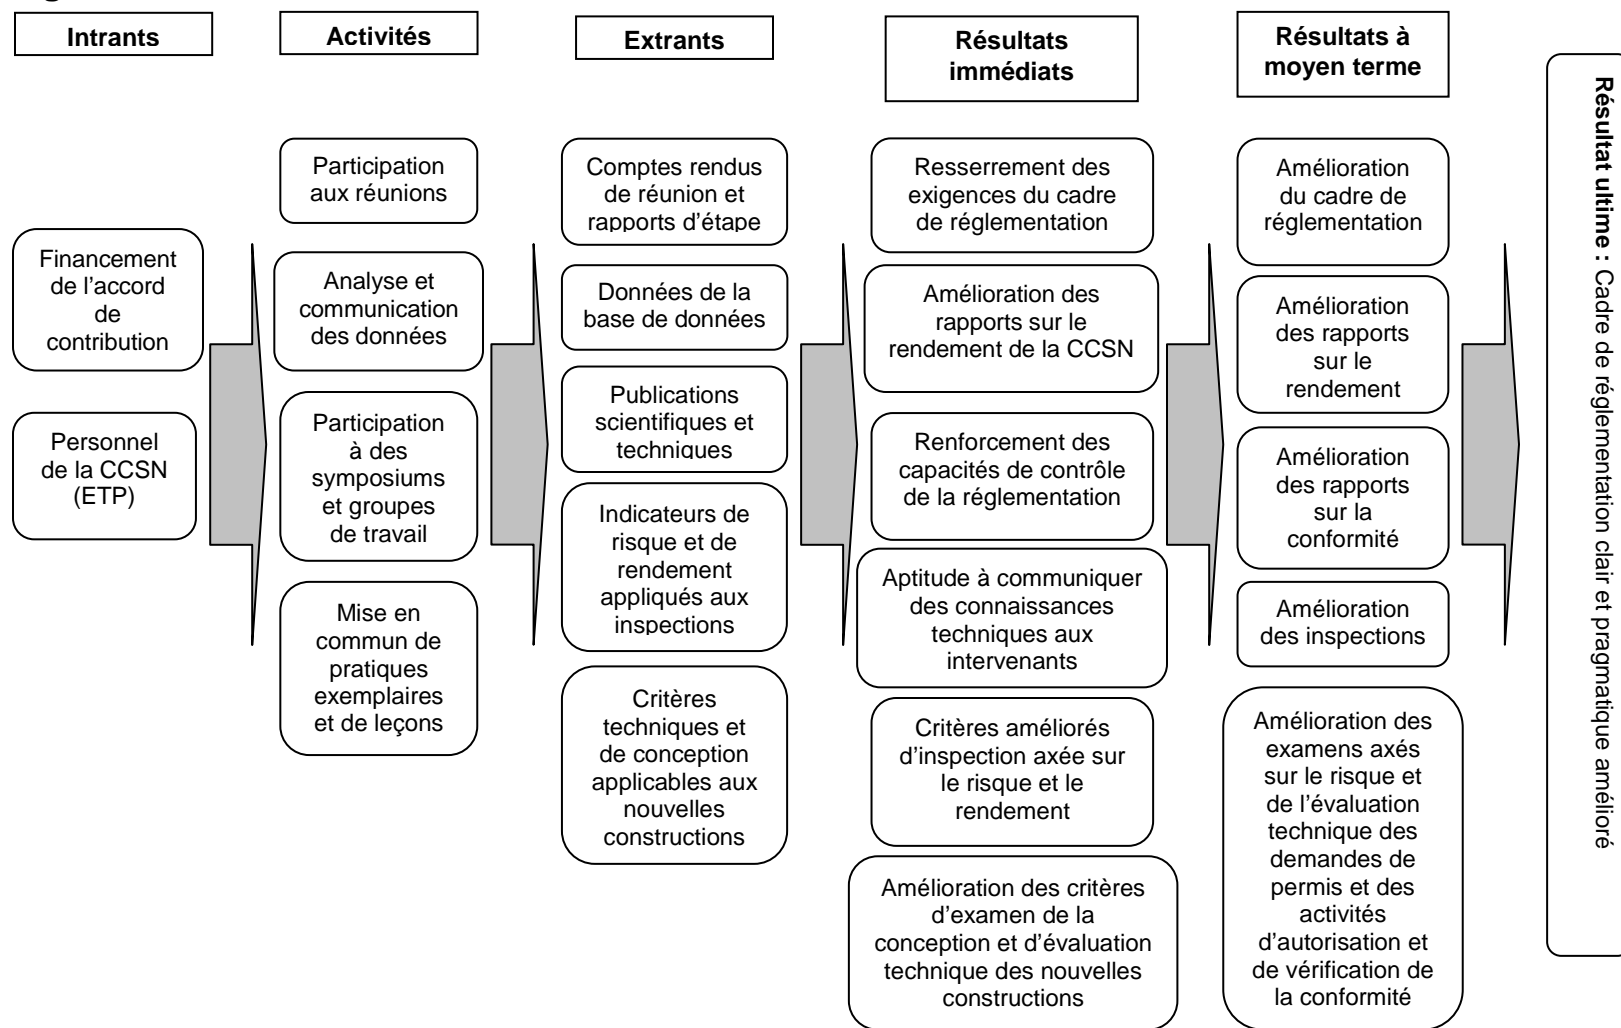 Intrants
Activités
Extrants
Résultats
immédiats
Résultats à
moyen terme
Financement
de l'accord
de
contribution
Personnel
de la CCSN
(ETP)
Participation
aux réunions
Analyse et
communication
des données
Participation
à des
symposiums
et groupes
de travail
Mise en
commun de
pratiques
exemplaires
et de leçons
Comptes rendus
de réunion et
rapports d'étape
Données de la
base de données
Publications
scientifiques et
techniques
Indicateurs de
risque et de
rendement
appliqués aux
inspections
Critères
techniques et
de conception
applicables aux
nouvelles
constructions
Resserrement des
exigences du cadre
de réglementation
Amélioration des
rapports sur le
rendement de la CCSN
Renforcement des
capacités de contrôle
de la réglementation
Aptitude à communiquer
des connaissances
techniques aux
intervenants
Critères améliorés
d'inspection axée sur
le risque et le
rendement
Amélioration des critères
d'examen de la
conception et d'évaluation
technique des nouvelles
constructions
Amélioration
du cadre de
réglementation
Amélioration
des rapports
sur le
rendement
Amélioration
des rapports
sur la
conformité
Amélioration
des inspections
Amélioration des
examens axés
sur le risque et
de l'évaluation
technique des
demandes de
permis et des
activités
d'autorisation et
de vérification de
la conformité
Résultat ultime : Cadre de réglementation clair et pragmatique amélioré